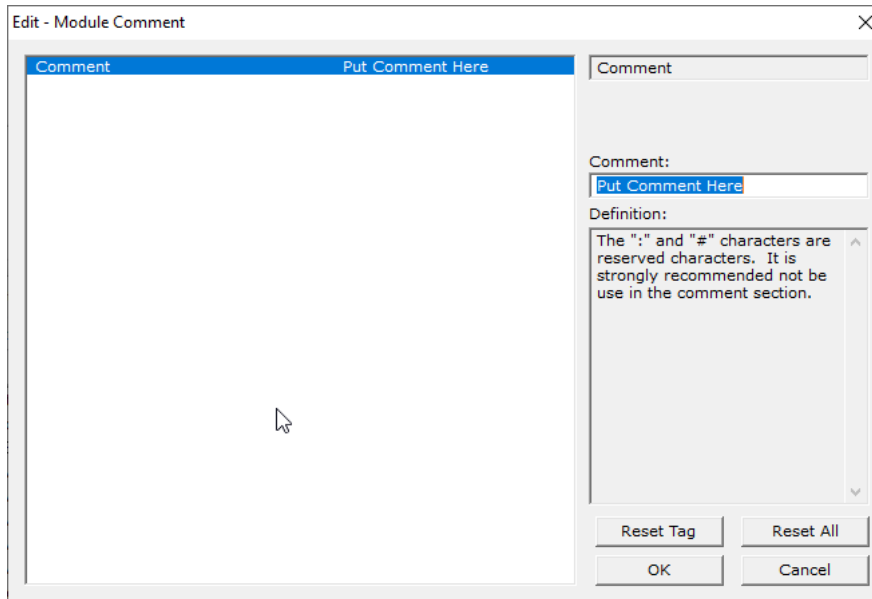 Edit - Module Comment
Comment Put Comment Here
Comment
Comment:
Put Comment Here
Definition:
The ":" and "#" characters are
reserved characters. It is
strongly recommended not be
use in the comment section.
Reset Tag Reset All
OK Cancel